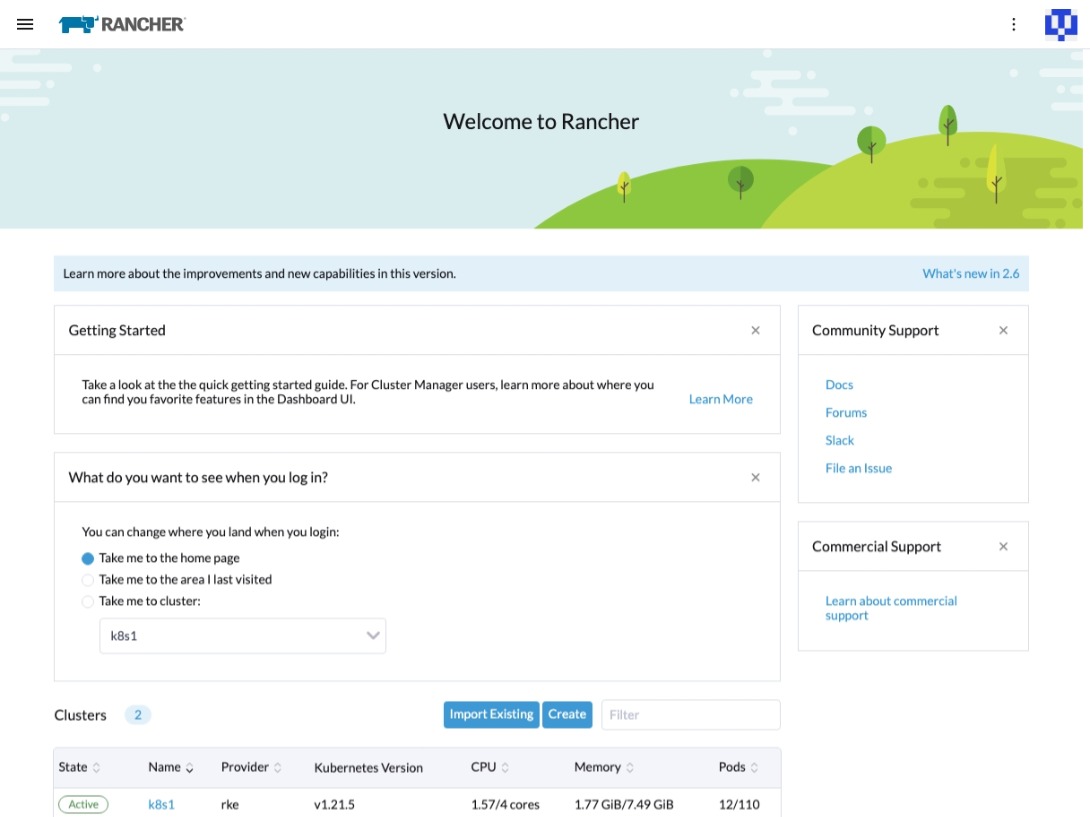 RANCHER
Welcome to Rancher
Learn more about the improvements and new capabilities in this version.
What's new in 2.6
Getting Started
Take a look at the the quick getting started guide. For Cluster Manager users, learn more about where you
can find you favorite features in the Dashboard UI.
Learn More
What do you want to see when you log in?
You can change where you land when you login:
Take me to the home page
Take me to the area I last visited
Take me to cluster:
k8s1
Community Support
Docs
Forums
Slack
File an Issue
Commercial Support
Learn about commercial
support
Clusters 2 Import Existing Create Filter
State Name Provider Kubernetes Version CPU Memory Pods
Active k8s1 rke v1.21.5 1.57/4 cores 1.77 GiB/7.49 GiB 12/110